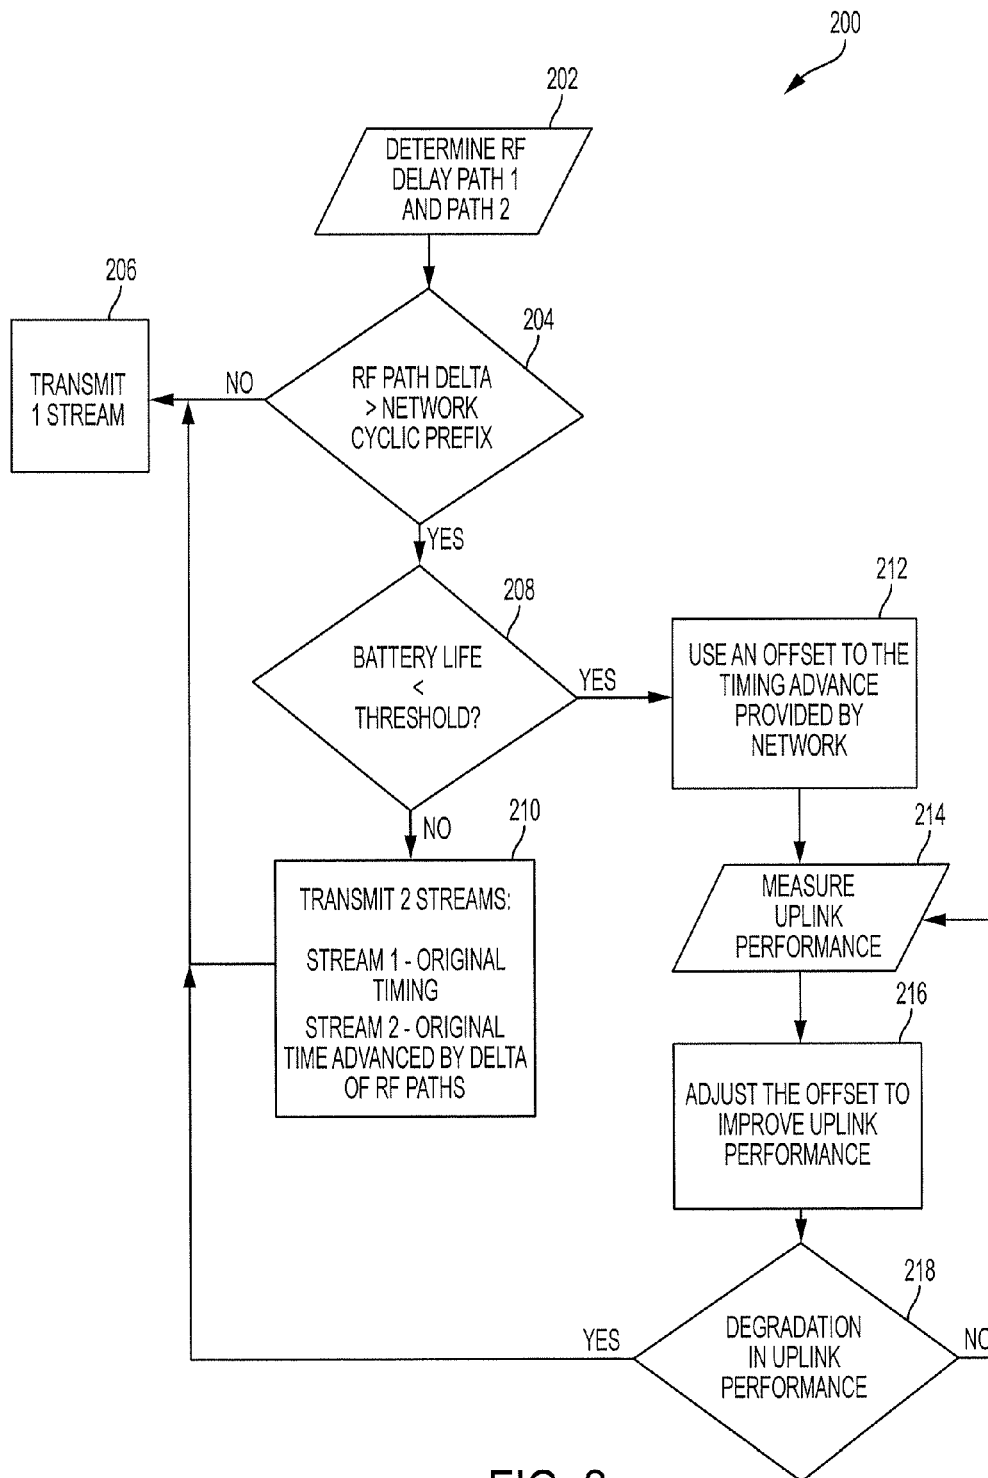 200
202
DETERMINE RF
DELAY PATH 1
AND PATH 2
206
204
TRANSMIT
1 STREAM
NO
RF PATH DELTA
> NETWORK
CYCLIC PREFIX
YES
208
212
BATTERY LIFE
<
THRESHOLD?
YES
USE AN OFFSET TO THE
TIMING ADVANCE
PROVIDED BY
NETWORK
NO
210
214
TRANSMIT 2 STREAMS:
STREAM 1 - ORIGINAL
TIMING
STREAM 2 - ORIGINAL
TIME ADVANCED BY DELTA
OF RF PATHS
MEASURE
UPLINK
PERFORMANCE
216
ADJUST THE OFFSET TO
IMPROVE UPLINK
PERFORMANCE
218
YES
DEGRADATION
IN UPLINK
PERFORMANCE
NO
FIG.